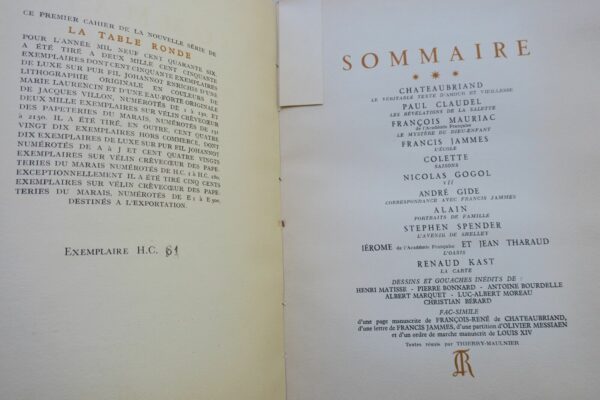 CE PREMIER CAHIER DE LA NOUVELLE SÉRIE DE
LA TABLE RONDE
POUR L'ANNÉE MIL NEUF CENT QUARANTE SIX,
A ÉTÉ TIRÉ A DEUX MILLE CENT CINQUANTE
EXEMPLAIRES DONT CENT CINQUANTE EXEMPLAIRES
DE LUXE SUR PUR FIL JOHANNOT ENRICHIS D'UNE
LITHOGRAPHIE ORIGINALE EN COULEURS DE
MARIE LAURENCIN ET D'UNE EAU-FORTE ORIGINALE
DE JACQUES VILLON, NUMÉROTÉS DE 1 à 150, ET
DEUX MILLE EXEMPLAIRES SUR VÉLIN CRÈVECŒUR
DES PAPETERIES DU MARAIS, NUMÉROTÉS DE 151
à 2150. IL A ÉTÉ TIRÉ, EN OUTRE, CENT QUATRE
VINGT DIX EXEMPLAIRES HORS COMMERCE, DONT
DIX EXEMPLAIRES DE LUXE SUR PUR FIL JOHANNOT
NUMÉROTÉS DE A à J ET CENT QUATRE VINGTS
EXEMPLAIRES SUR VÉLIN CRÈVECŒUR DES PAPE-
TERIES DU MARAIS NUMÉROTÉS DE H.C. 1 à H.C. 180.
EXCEPTIONNELLEMENT IL A ÉTÉ TIRÉ CINQ CENTS
EXEMPLAIRES SUR VÉLIN CRÈVECŒUR DES PAPE-
TERIES DU MARAIS, NUMÉROTÉS DE E 1 à E 500,
DESTINÉS A L'EXPORTATION
EXEMPLAIRE H.C. 61
SOMMAIRE
CHATEAUBRIAND
LE VÉRITABLE TEXTE D'AMOUR ET VIEILLESSE
PAUL CLAUDEL
LES RÉVÉLATIONS DE LA SALETTE
FRANÇOIS MAURIAC
de l'Académie Française
LE MYSTÈRE DU DIEU-ENFANT
FRANCIS JAMMES
L'ÉCOLE
COLETTE
SAISONS
NICOLAS GOGOL
VII
ANDRÉ GIDE
CORRESPONDANCE AVEC FRANCIS JAMMES
ALAIN
PORTRAITS DE FAMILLE
STEPHEN SPENDER
L'AVENIR DE SHELLEY
JÉROME de l'Académie Française ET JEAN THARAUD
L'OASIS
RENAUD KAST
LA CARTE
DESSINS ET GOUACHES INÉDITS DE :
HENRI MATISSE - PIERRE BONNARD - ANTOINE BOURDELLE
ALBERT MARQUET - LUC-ALBERT MOREAU
CHRISTIAN BÉRARD
FAC-SIMILE
d'une page manuscrite de FRANÇOIS-RENÉ DE CHATEAUBRIAND,
d'une lettre de FRANCIS JAMMES, d'une partition d'OLIVIER MESSIAEN
et d'un ordre de marche manuscrit de LOUIS XIV
Textes réunis par THIERRY-MAULNIER